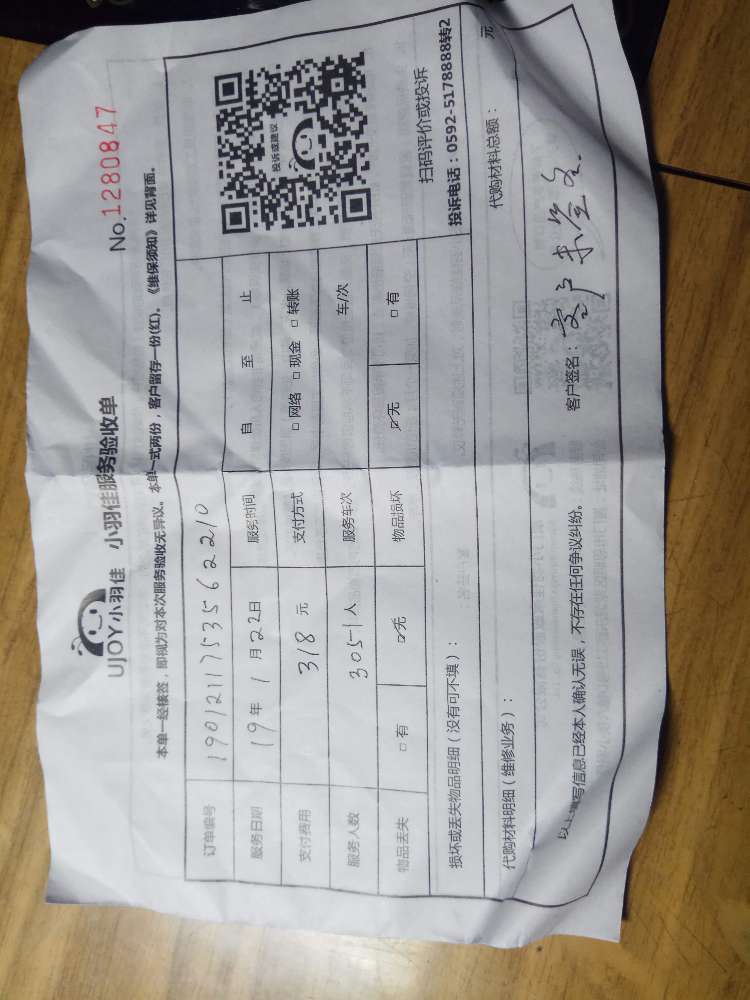 UJOY小羽佳 小羽佳服务验收单 No.1280847
本单一经核签，即视为对本次服务验收无异议。本单一式两份，客户留存一份(红)。《维保须知》详见背面。
订单编号 19012117535622210
服务日期 19年1月22日 服务时间 自 至 止
支付费用 318元 支付方式 □网络 □现金 □转账
服务人数 3051人 服务车次 车/次
物品丢失 □有 ☑无 物品损坏 ☑无 □有
投诉或建议
扫码评价或投诉
投诉电话：0592-5178888转2
损坏或丢失物品明细（没有可不填）：
代购材料明细（维修业务）： 代购材料总额： 元
以上填写信息已经本人确认无误，不存在任何争议纠纷。 客户签名：客户未签名.